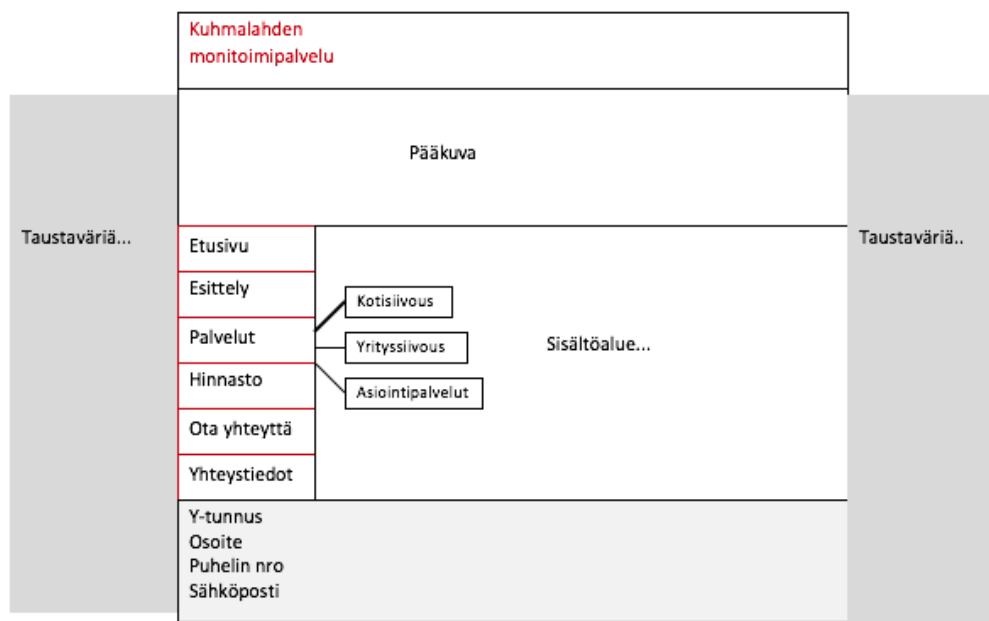 Kuhmalahden
monitoimipalvelu
Pääkuva
Taustaväriä...
Taustaväriä..
Etusivu
Esittely
Palvelut
Hinnasto
Ota yhteyttä
Yhteystiedot
Kotisiivous
Yrityssiivous
Asiointipalvelut
Sisältöalue...
Y-tunnus
Osoite
Puhelin nro
Sähköposti